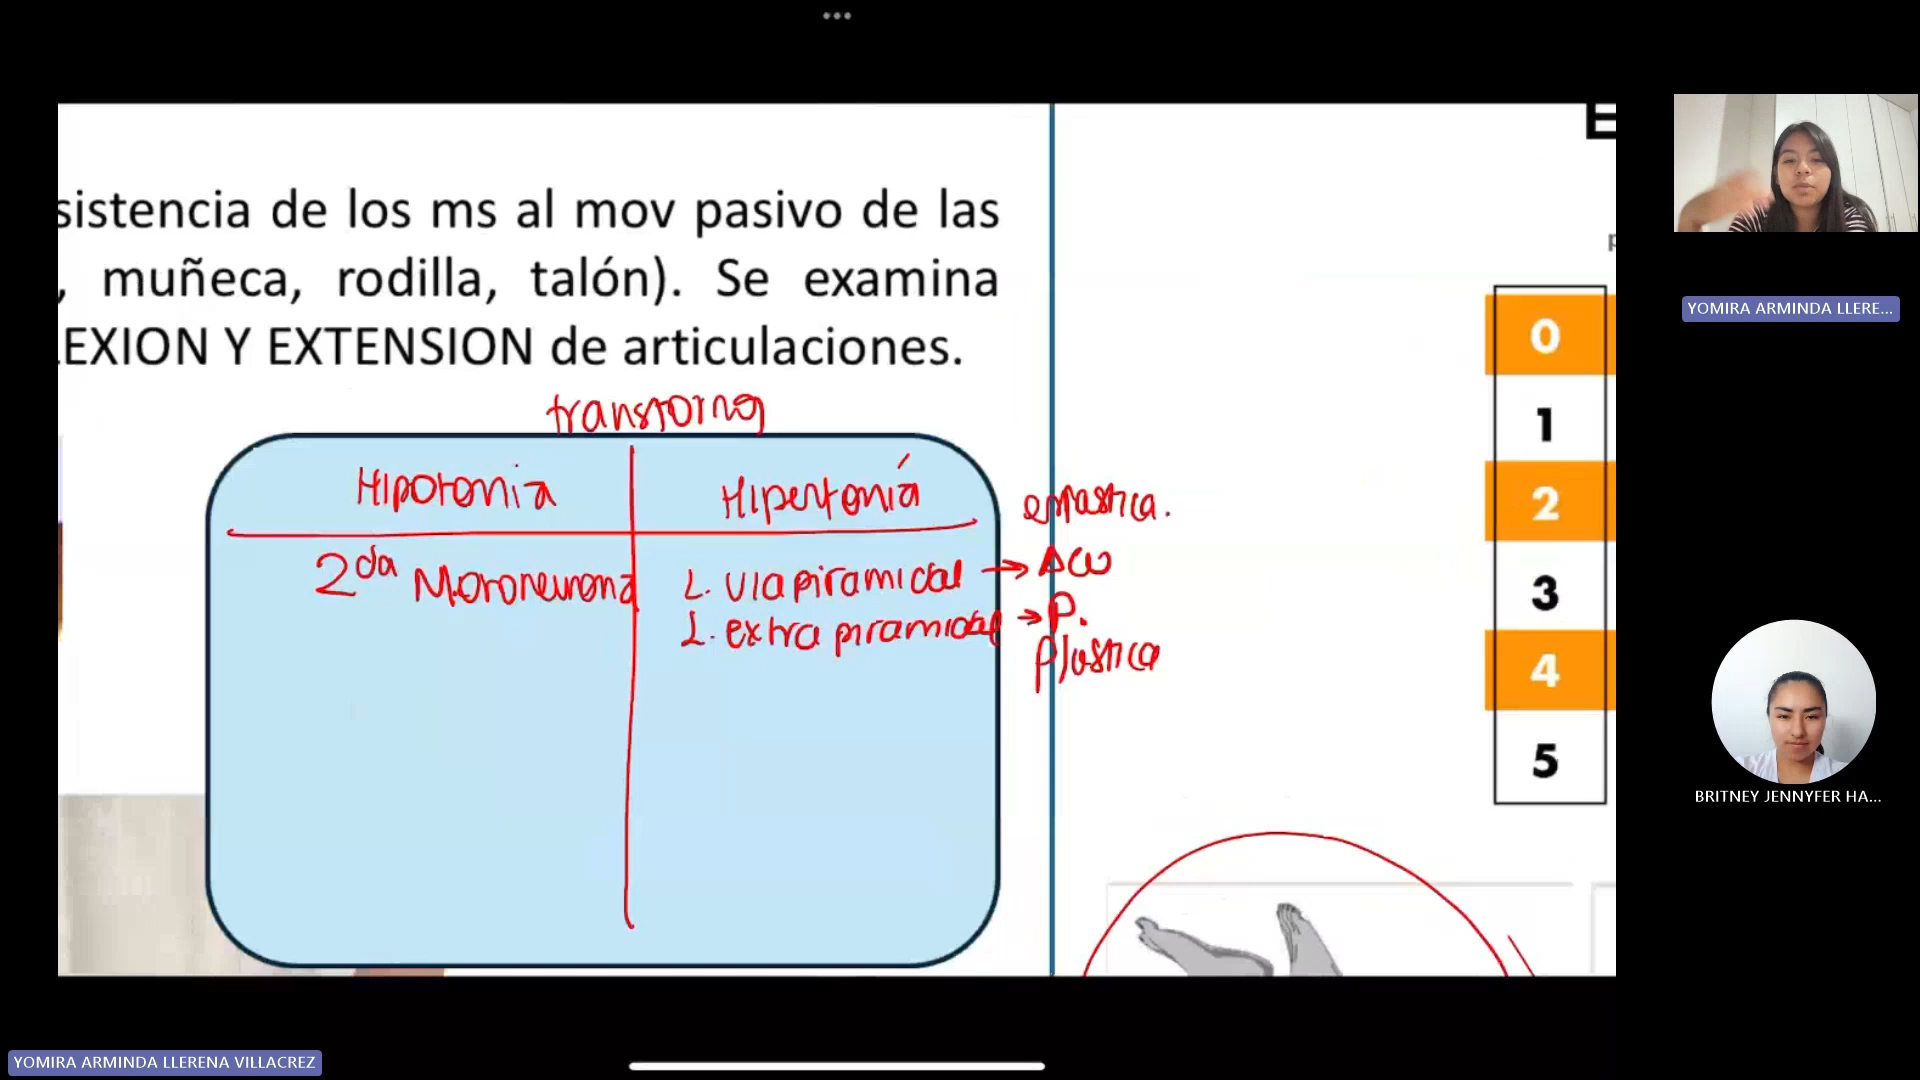 sistencia de los ms al mov pasivo de las
, muñeca, rodilla, talón). Se examina
LEXION Y EXTENSION de articulaciones.
transtorno
Hipotonia
Hipertonía
espastica.
2da Motoneurona
L. via piramidal → ACV
L. extra piramidal → P.
plastica
E
P
0
1
2
3
4
5
YOMIRA ARMINDA LLERE...
BRITNEY JENNYFER HA...
YOMIRA ARMINDA LLERENA VILLACREZ